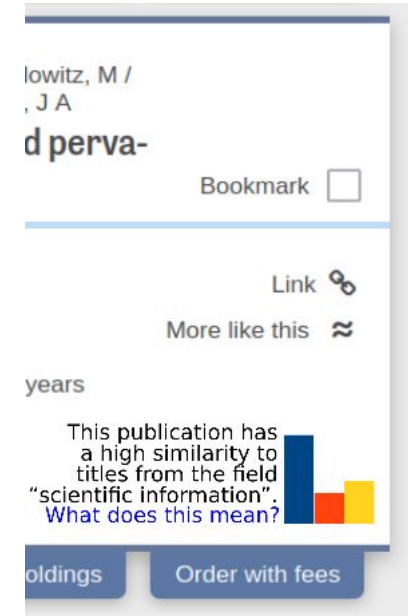 lowitz, M /
, J A
d perva-
Bookmark
Link
More like this
years
This publication has
a high similarity to
titles from the field
“scientific information”.
What does this mean?
oldings
Order with fees